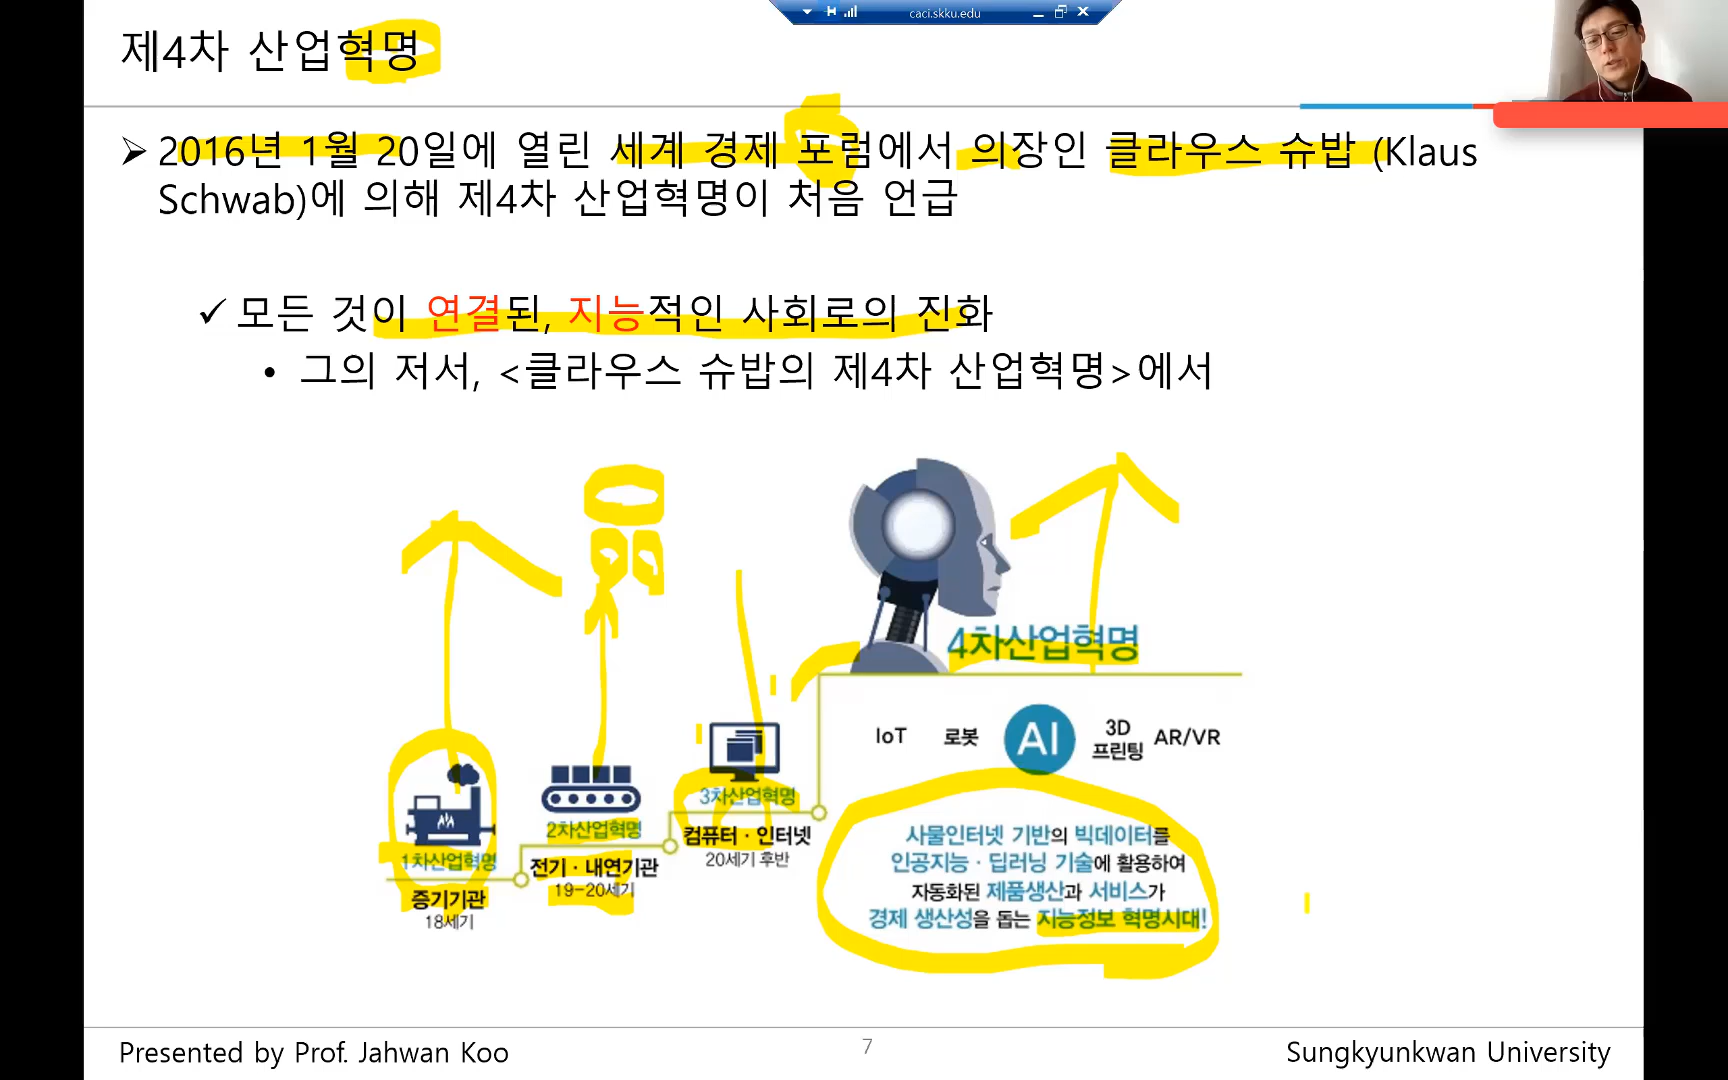 caci.skku.edu
제4차 산업혁명
➢ 2016년 1월 20일에 열린 세계 경제 포럼에서 의장인 클라우스 슈밥 (Klaus
Schwab)에 의해 제4차 산업혁명이 처음 언급
✓ 모든 것이 연결된, 지능적인 사회로의 진화
• 그의 저서, <클라우스 슈밥의 제4차 산업혁명>에서
1차산업혁명
증기기관
18세기
2차산업혁명
전기 · 내연기관
19-20세기
3차산업혁명
컴퓨터 · 인터넷
20세기 후반
4차산업혁명
IoT 로봇 AI 3D 프린팅 AR/VR
사물인터넷 기반의 빅데이터를
인공지능 · 딥러닝 기술에 활용하여
자동화된 제품생산과 서비스가
경제 생산성을 돕는 지능정보 혁명시대!
Presented by Prof. Jahwan Koo
7
Sungkyunkwan University